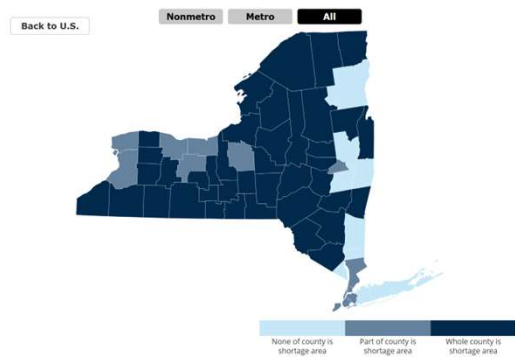 Nonmetro
Metro
All
Back to U.S.
None of county is
shortage area
Part of county is
shortage area
Whole county is
shortage area